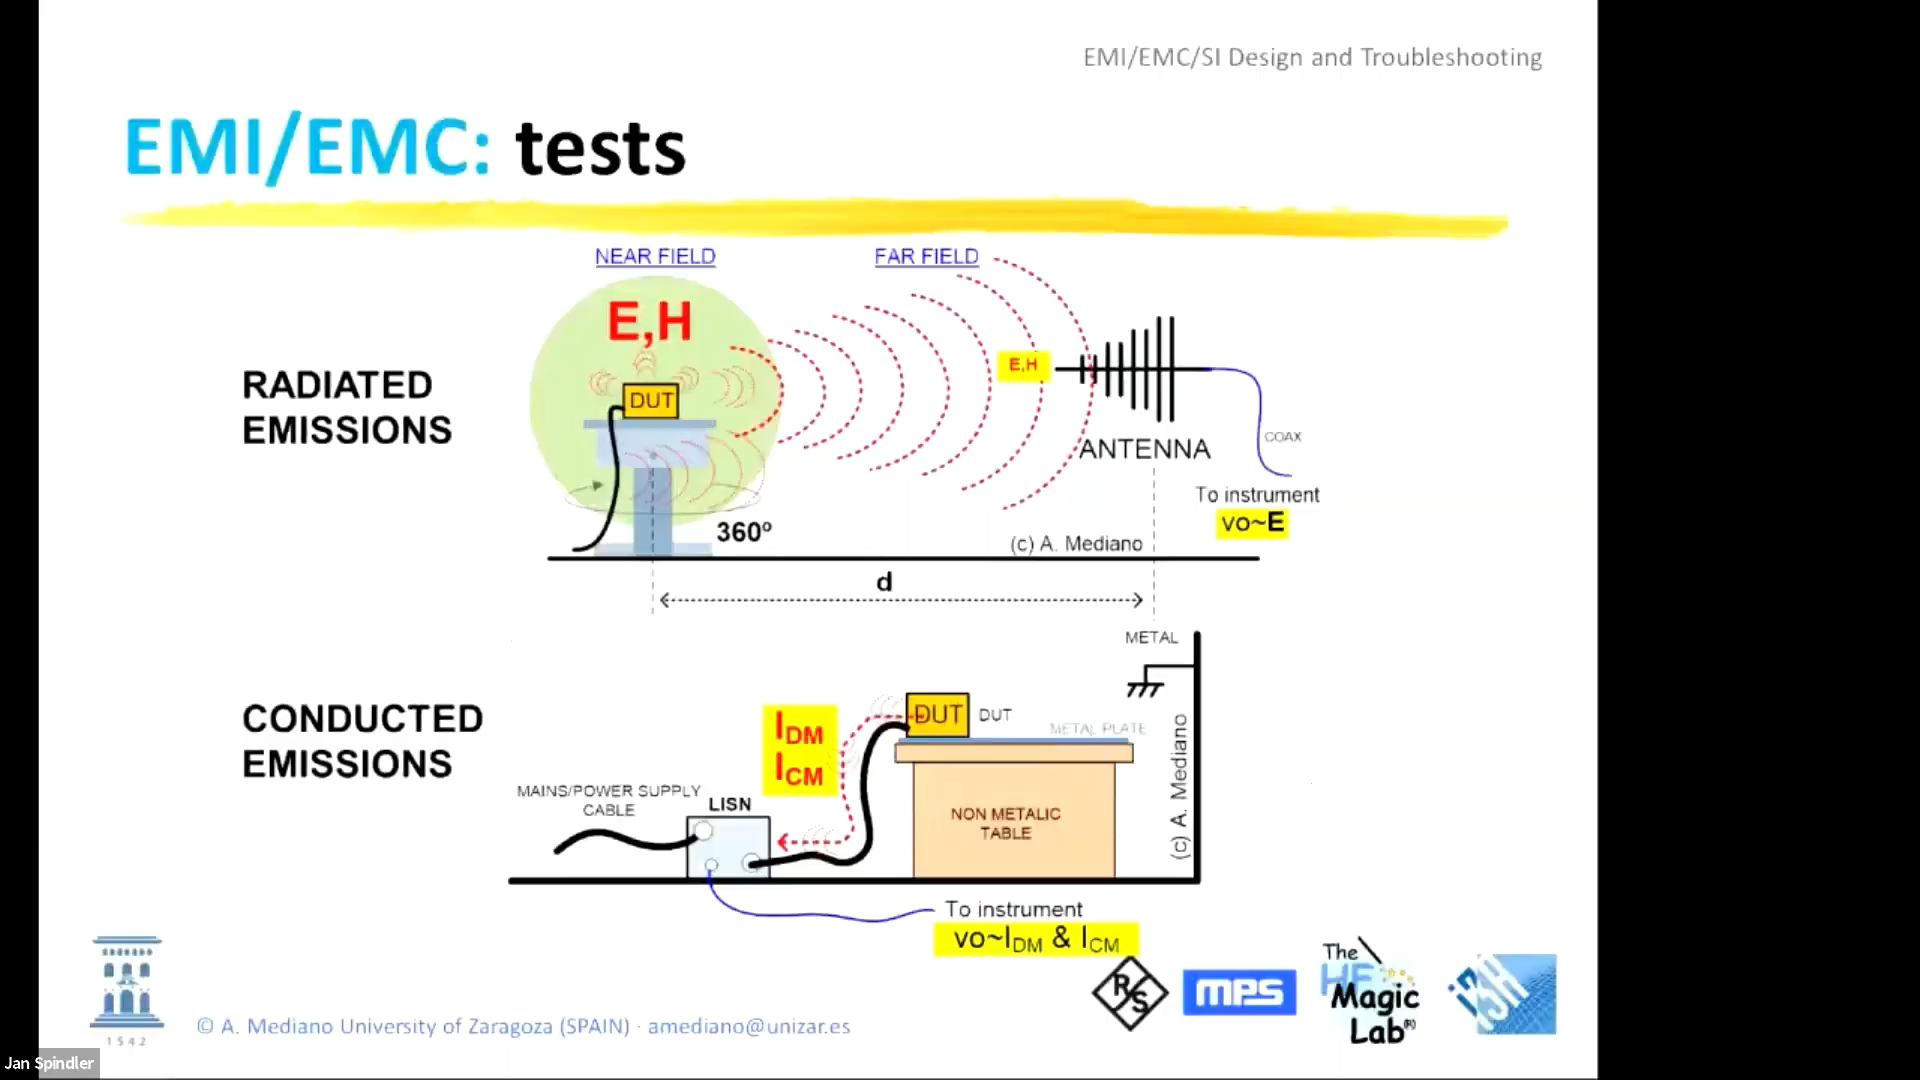 EMI/EMC/SI Design and Troubleshooting
EMI/EMC: tests
NEAR FIELD
FAR FIELD
E,H
E,H
RADIATED
EMISSIONS
DUT
ANTENNA
COAX
To instrument
vo~E
360º
(c) A. Mediano
d
METAL
CONDUCTED
EMISSIONS
IDM
ICM
DUT
DUT
METAL PLATE
MAINS/POWER SUPPLY
CABLE
LISN
NON METALIC
TABLE
(c) A. Mediano
To instrument
vo~IDM & ICM
R&S
mps
The
HF
Magic
Lab(R)
i3SH
1542
© A. Mediano University of Zaragoza (SPAIN) · amediano@unizar.es
Jan Spindler